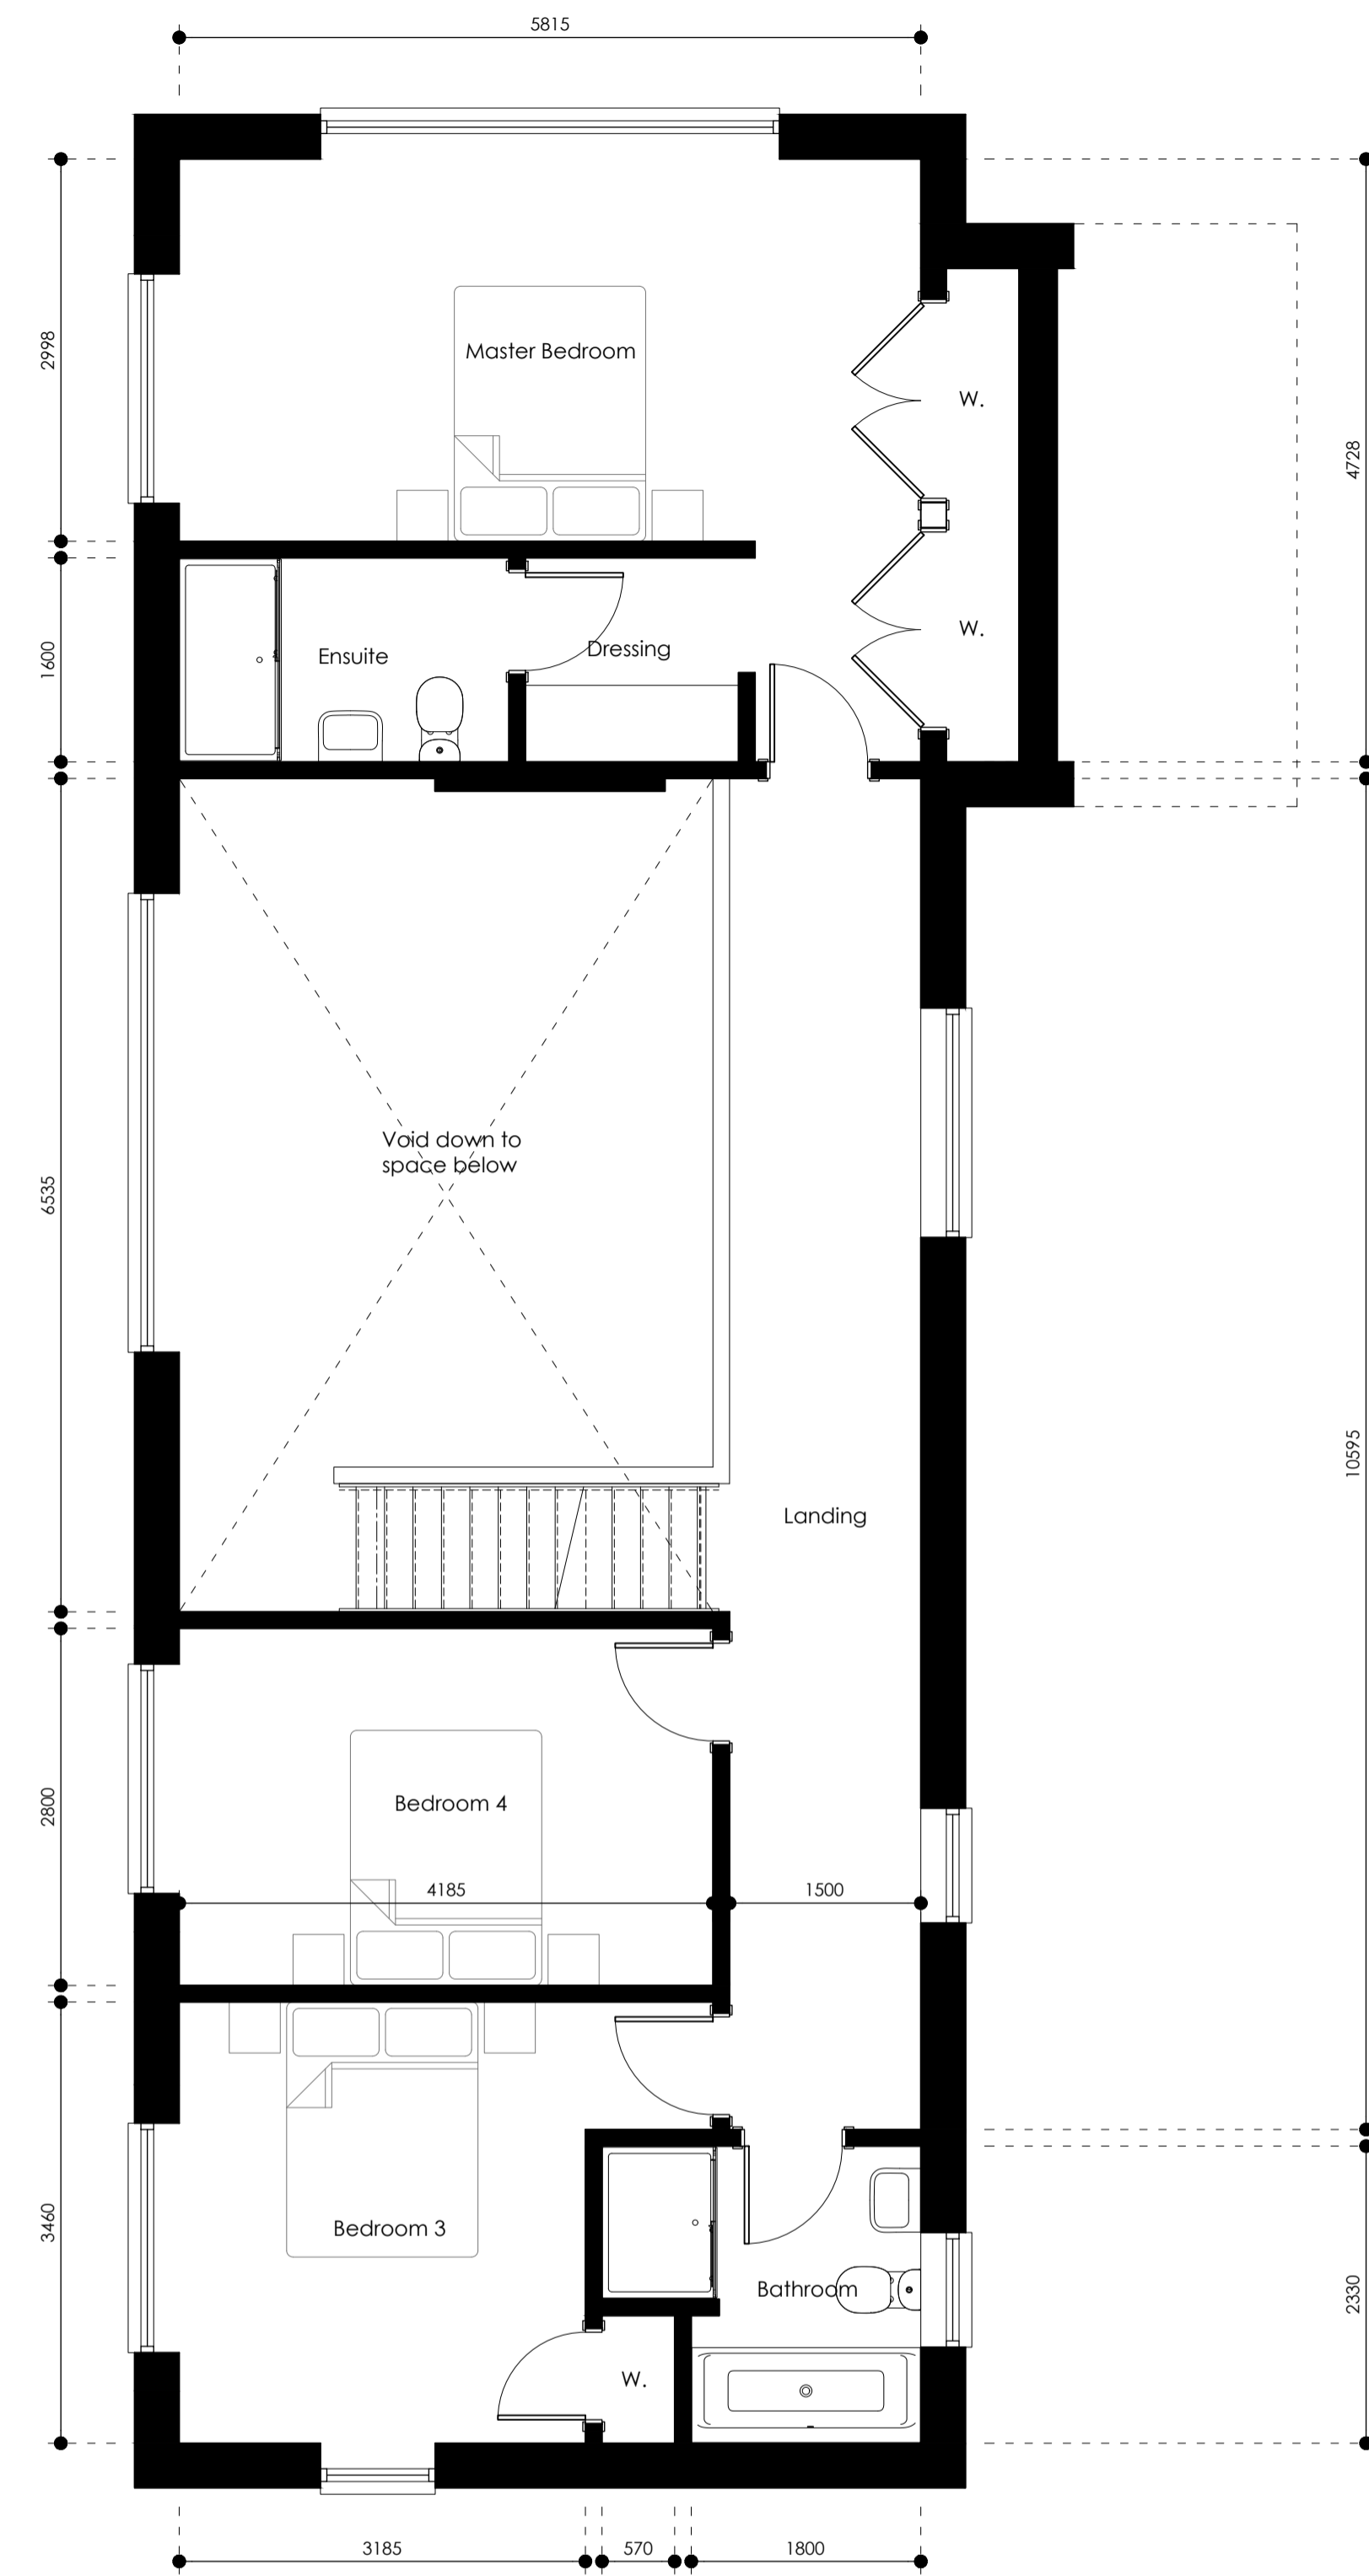 5815
2998
Master Bedroom
W.
4728
1600
Ensuite
Dressing
W.
Void down to
space below
6535
10595
Landing
2800
Bedroom 4
4185
1500
3460
Bedroom 3
Bathroom
2330
W.
3185
570
1800